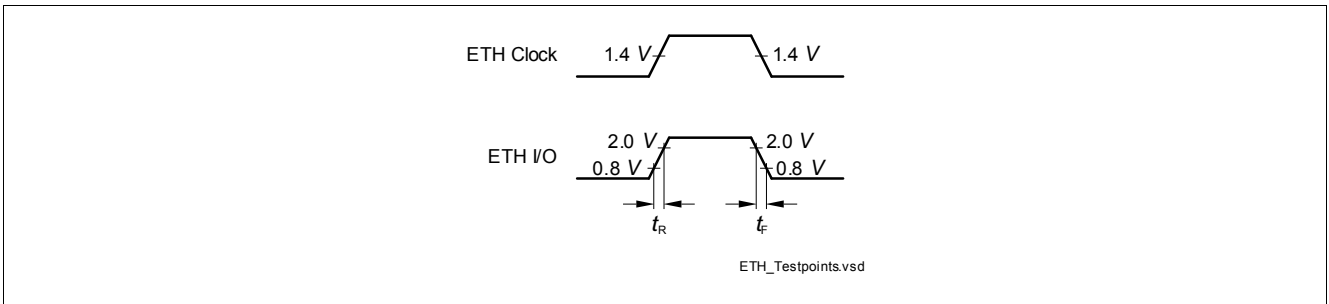 ETH Clock 1.4 V 1.4 V
2.0 V 2.0 V
ETH I/O
0.8 V 0.8 V
tR tF
ETH_Testpoints.vsd